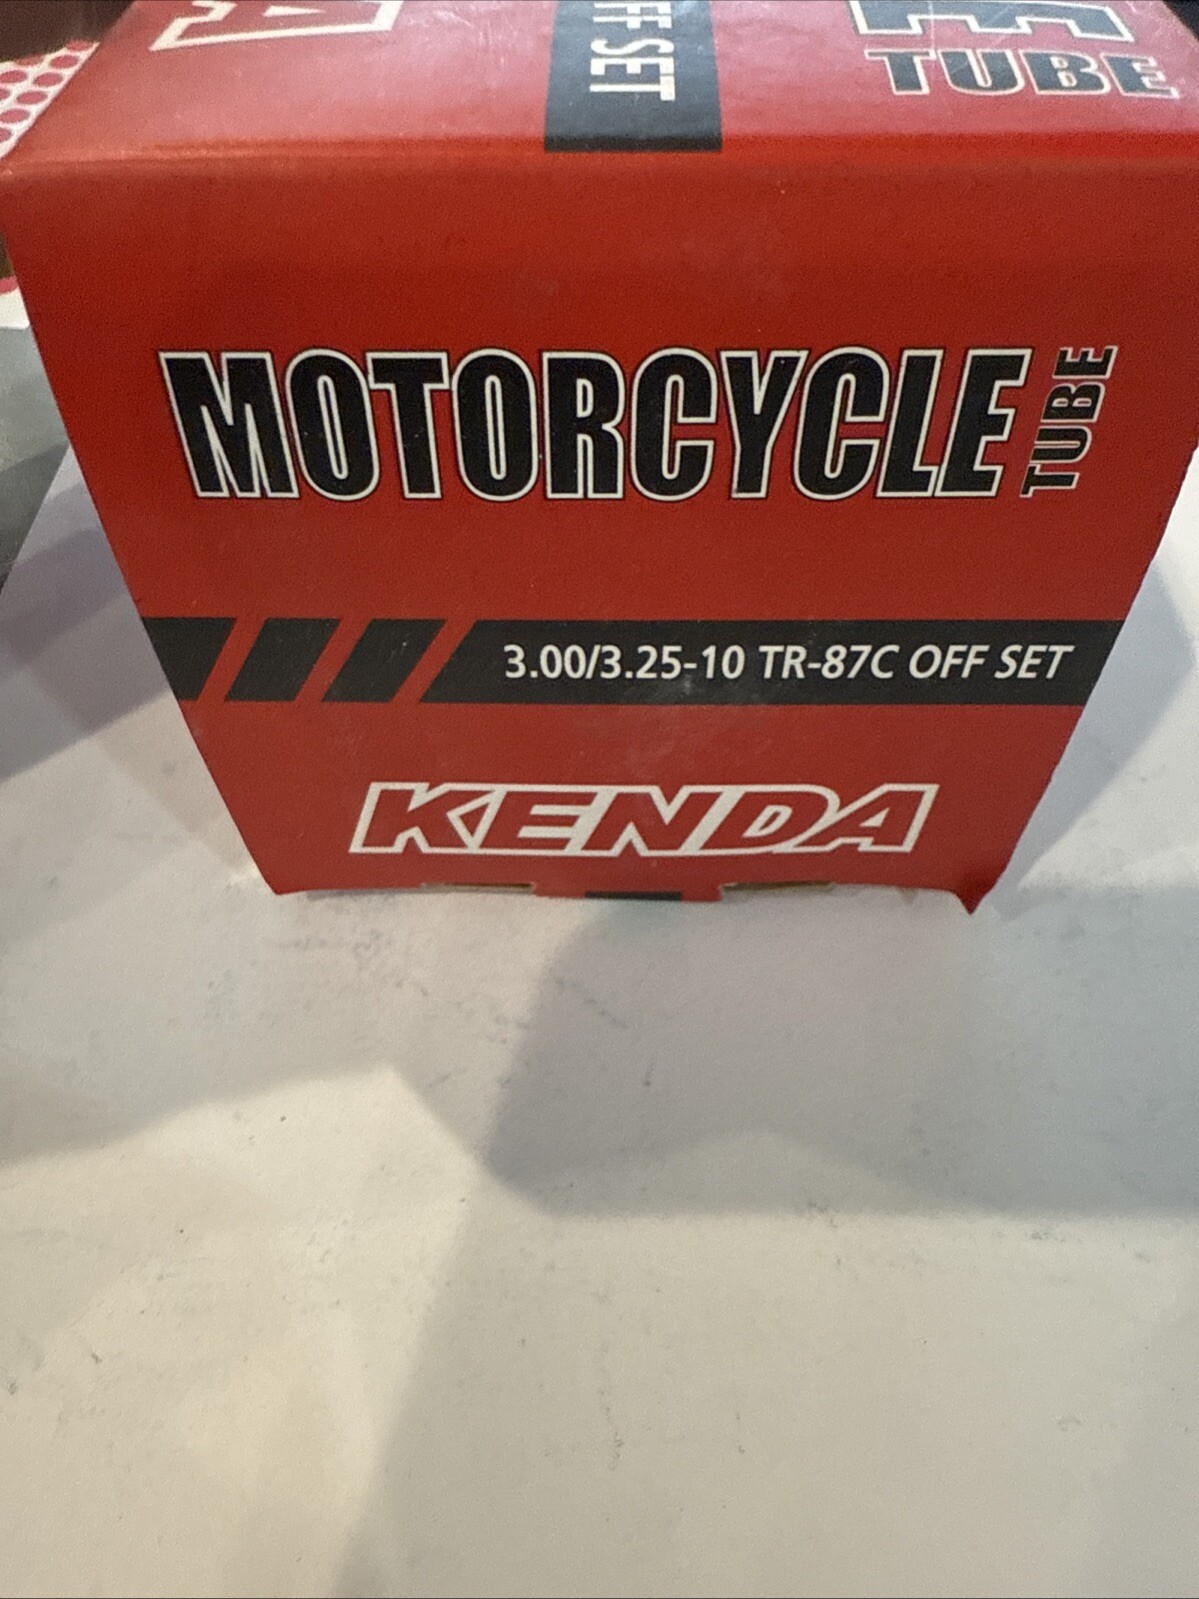 FF SET
TUBE
MOTORCYCLE TUBE
3.00/3.25-10 TR-87C OFF SET
KENDA